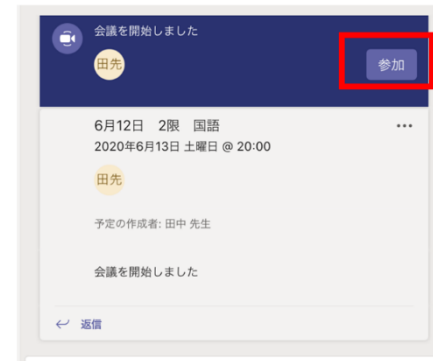 会議を開始しました
田先
参加
6月12日 2限 国語
2020年6月13日 土曜日 @ 20:00
田先
予定の作成者: 田中 先生
会議を開始しました
返信